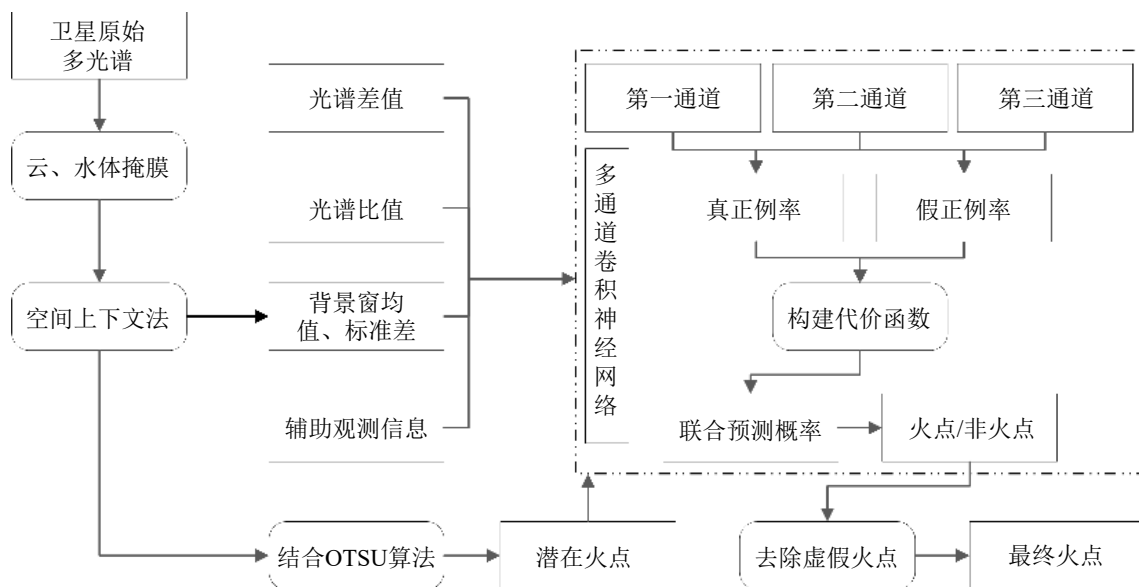 卫星原始
多光谱
云、水体掩膜
空间上下文法
光谱差值
光谱比值
背景窗均
值、标准差
辅助观测信息
结合OTSU算法
潜在火点
多通道卷积神经网络
第一通道
第二通道
第三通道
真正例率
假正例率
构建代价函数
联合预测概率
火点/非火点
去除虚假火点
最终火点